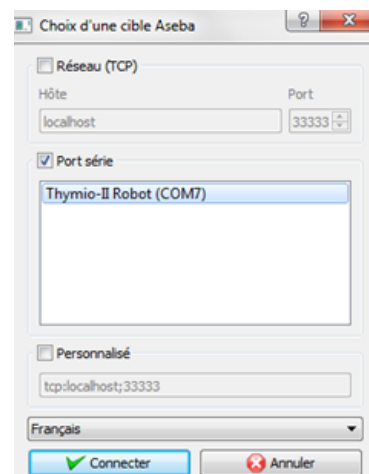 Choix d'une cible Aseba
Réseau (TCP)
Hôte Port
localhost 33333
Port série
Thymio-II Robot (COM7)
Personnalisé
tcp:localhost;33333
Français
Connecter Annuler